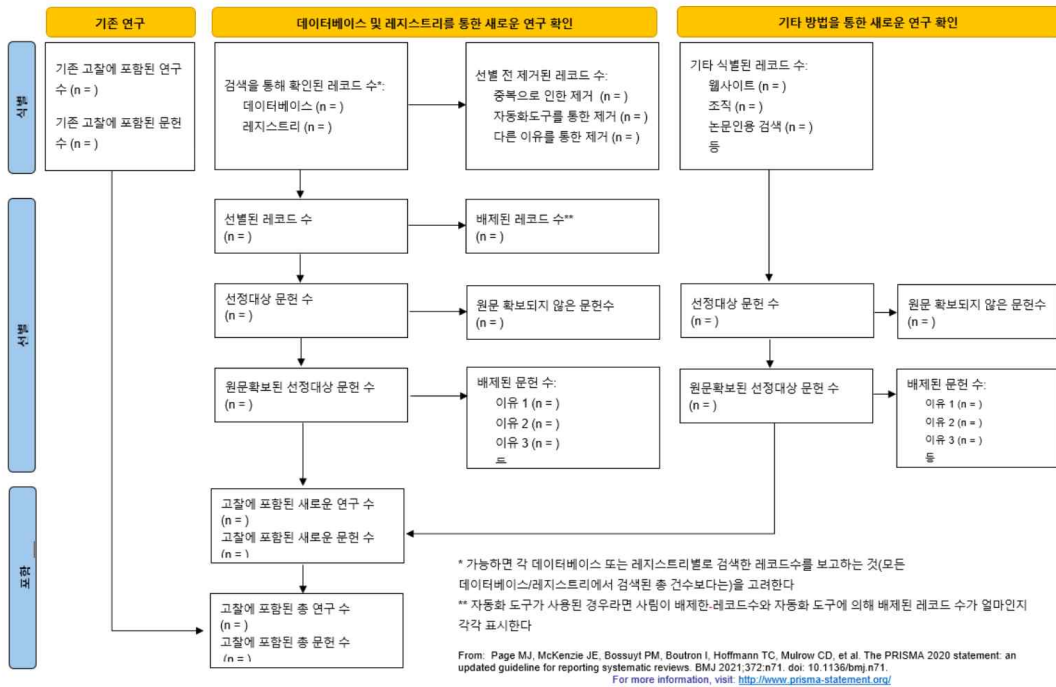 기존 연구
데이터베이스 및 레지스트리를 통한 새로운 연구 확인
기타 방법을 통한 새로운 연구 확인
식별
기존 고찰에 포함된 연구
수 (n = )
기존 고찰에 포함된 문헌
수 (n = )
검색을 통해 확인된 레코드 수*:
데이터베이스 (n = )
레지스트리 (n = )
선별 전 제거된 레코드 수:
중복으로 인한 제거 (n = )
자동화도구를 통한 제거 (n = )
다른 이유를 통한 제거 (n = )
기타 식별된 레코드 수:
웹사이트 (n = )
조직 (n = )
논문인용 검색 (n = )
등
선별
선별된 레코드 수
(n = )
배제된 레코드 수**
(n = )
선정대상 문헌 수
(n = )
원문 확보되지 않은 문헌수
(n = )
선정대상 문헌 수
(n = )
원문 확보되지 않은 문헌수
(n = )
원문확보된 선정대상 문헌 수
(n = )
배제된 문헌 수:
이유 1 (n = )
이유 2 (n = )
이유 3 (n = )
원문확보된 선정대상 문헌 수
(n = )
배제된 문헌 수:
이유 1 (n = )
이유 2 (n = )
이유 3 (n = )
등
포함
고찰에 포함된 새로운 연구 수
(n = )
고찰에 포함된 새로운 문헌 수
(n = )
고찰에 포함된 총 연구 수
(n = )
고찰에 포함된 총 문헌 수
(n = )
* 가능하면 각 데이터베이스 또는 레지스트리별로 검색한 레코드수를 보고하는 것(모든
데이터베이스/레지스트리에서 검색된 총 건수보다는)을 고려한다
** 자동화 도구가 사용된 경우라면 사림이 배제한-레코드수와 자동화 도구에 의해 배제된 레코드 수가 얼마인지
각각 표시한다
From: Page MJ, McKenzie JE, Bossuyt PM, Boutron I, Hoffmann TC, Mulrow CD, et al. The PRISMA 2020 statement: an
updated guideline for reporting systematic reviews. BMJ 2021;372:n71. doi: 10.1136/bmj.n71.
For more information, visit: http://www.prisma-statement.org/